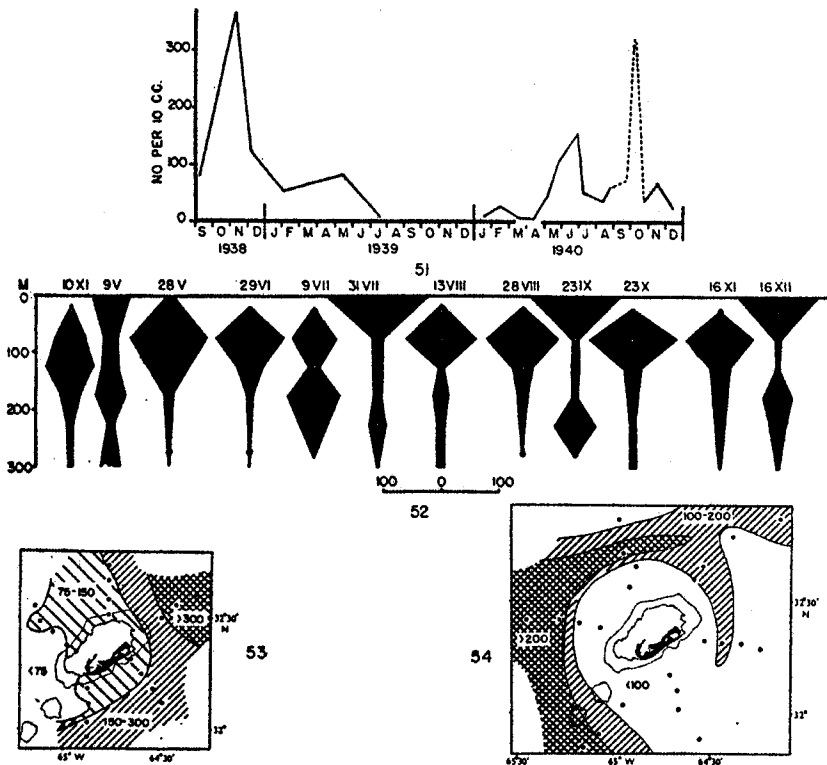 300
200
100
0
NO PER 10 CC.
S O N D J F M A M J J A S O N D J F M A M J J A S O N D
1938 1939 1940
51
M 10 XI 9 V 28 V 29 VI 9 VII 31 VII 13 VIII 28 VIII 23 IX 23 X 16 XI 16 XII
0
100
200
300
100 0 100
52
75-150
>300
<75
150-300
32°30'
N
32°
65° W 64°30'
53
54
100-200
>200
<100
32°30'
N
32°
65°30' 65° W 64°30'